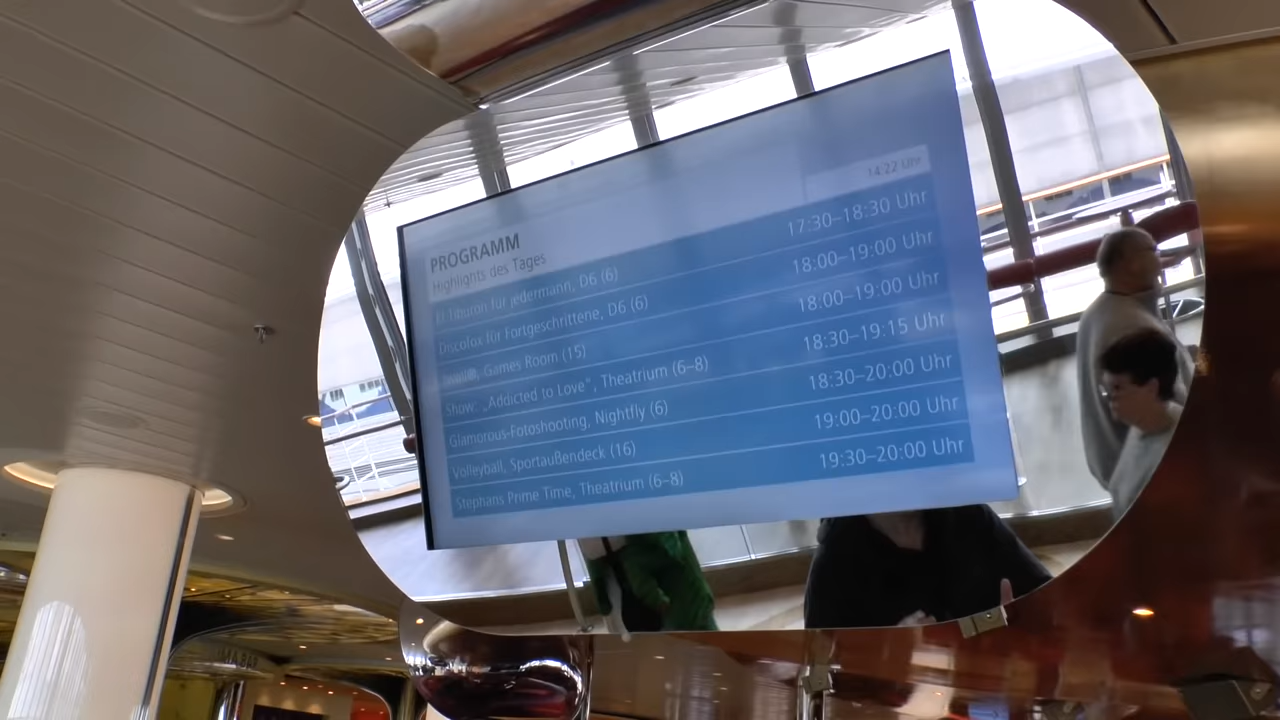 14:22 Uhr
PROGRAMM
Highlights des Tages
El Tiburon für jedermann, D6 (6) 17:30–18:30 Uhr
Discofox für Fortgeschrittene, D6 (6) 18:00–19:00 Uhr
Games Room (15) 18:00–19:00 Uhr
Show: „Addicted to Love“, Theatrium (6–8) 18:30–19:15 Uhr
Glamorous-Fotoshooting, Nightfly (6) 18:30–20:00 Uhr
Volleyball, Sportaußendeck (16) 19:00–20:00 Uhr
Stephans Prime Time, Theatrium (6–8) 19:30–20:00 Uhr